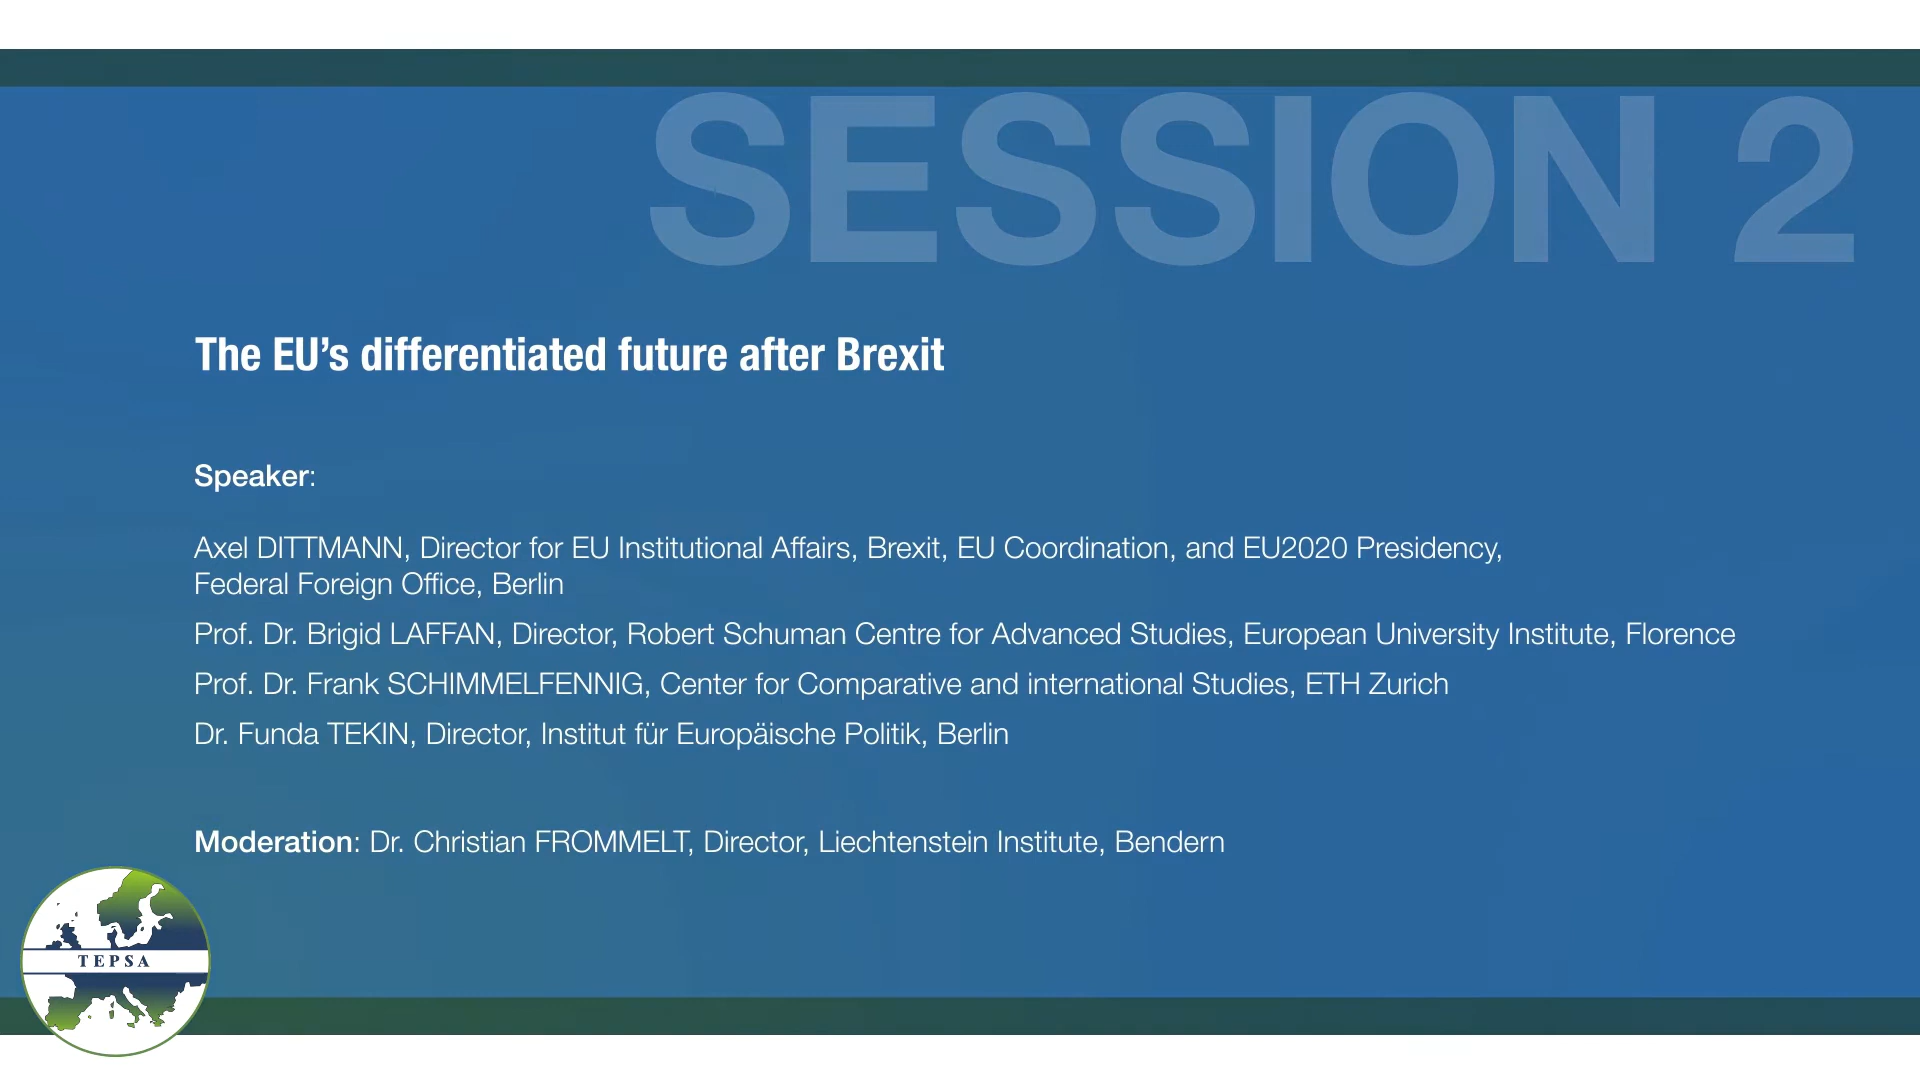 SESSION 2
The EU’s differentiated future after Brexit
Speaker:
Axel DITTMANN, Director for EU Institutional Affairs, Brexit, EU Coordination, and EU2020 Presidency,
Federal Foreign Office, Berlin
Prof. Dr. Brigid LAFFAN, Director, Robert Schuman Centre for Advanced Studies, European University Institute, Florence
Prof. Dr. Frank SCHIMMELFENNIG, Center for Comparative and international Studies, ETH Zurich
Dr. Funda TEKIN, Director, Institut für Europäische Politik, Berlin
Moderation: Dr. Christian FROMMELT, Director, Liechtenstein Institute, Bendern
TEPSA